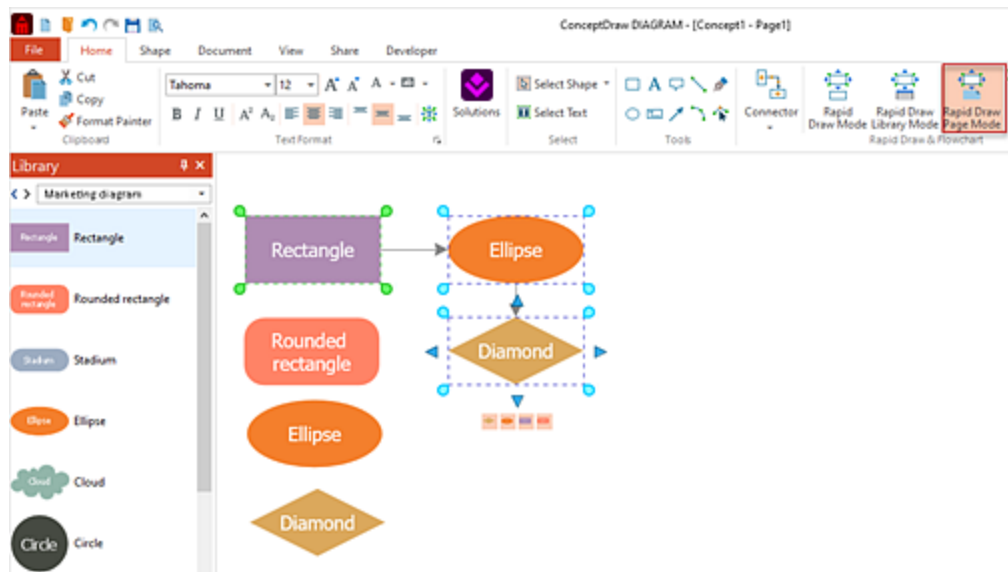 ConceptDraw DIAGRAM - [Concept1 - Page1]
File Home Shape Document View Share Developer
Paste
Cut
Copy
Format Painter
Clipboard
Tahoma 12 A A A
B I U A² A₂
Text Format
Solutions
Select Shape
Select Text
Select
A
Tools
Connector
Rapid
Draw Mode
Rapid Draw
Library Mode
Rapid Draw
Page Mode
Rapid Draw & Flowchart
Library
Marketing diagram
Rectangle Rectangle
Rounded
rectangle
Rounded rectangle
Stadium Stadium
Ellipse Ellipse
Cloud Cloud
Circle Circle
Rectangle
Ellipse
Rounded
rectangle
Diamond
Ellipse
Diamond